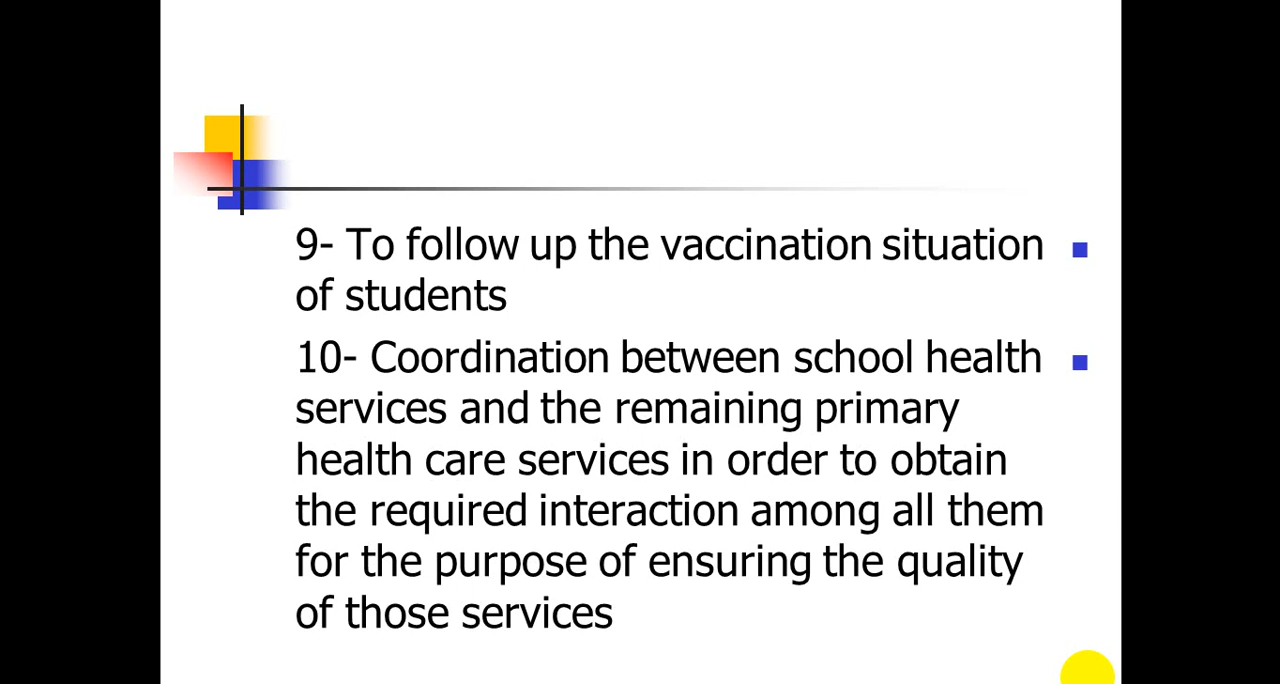 9- To follow up the vaccination situation
of students
10- Coordination between school health
services and the remaining primary
health care services in order to obtain
the required interaction among all them
for the purpose of ensuring the quality
of those services